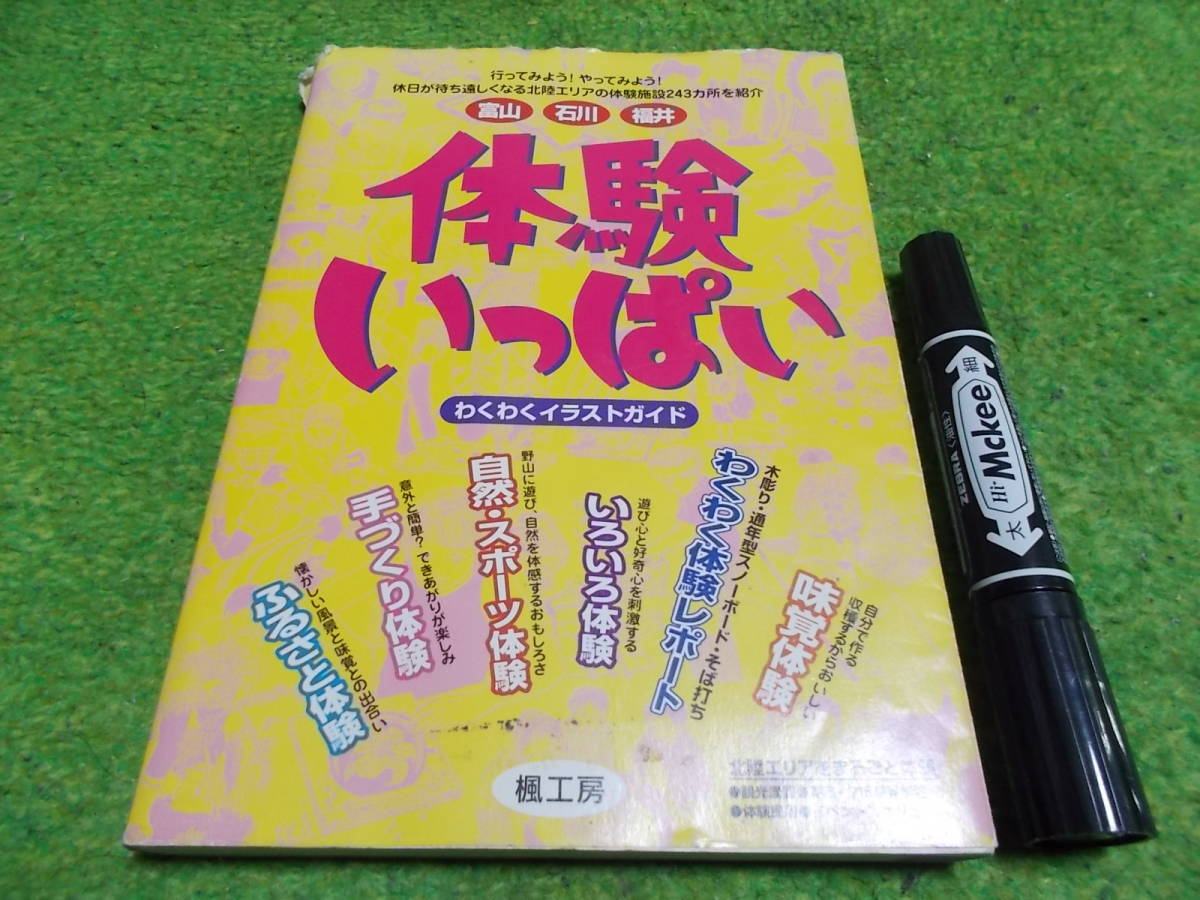 行ってみよう! やってみよう!
休日が待ち遠しくなる北陸エリアの体験施設243カ所を紹介
富山 石川 福井
体験
いっぱい
わくわくイラストガイド
自分で作る
収穫するからおいしい
味覚体験
木彫り・通年型スノーボード・そば打ち
わくわく体験レポート
遊び心と好奇心を刺激する
いろいろ体験
野山に遊び、自然を体感するおもしろさ
自然・スポーツ体験
意外と簡単?できあがりが楽しみ
手づくり体験
懐かしい風景と味覚との出合い
ふるさと体験
楓工房
ZEBRA〈油性〉
Hi-Mckee
細
太